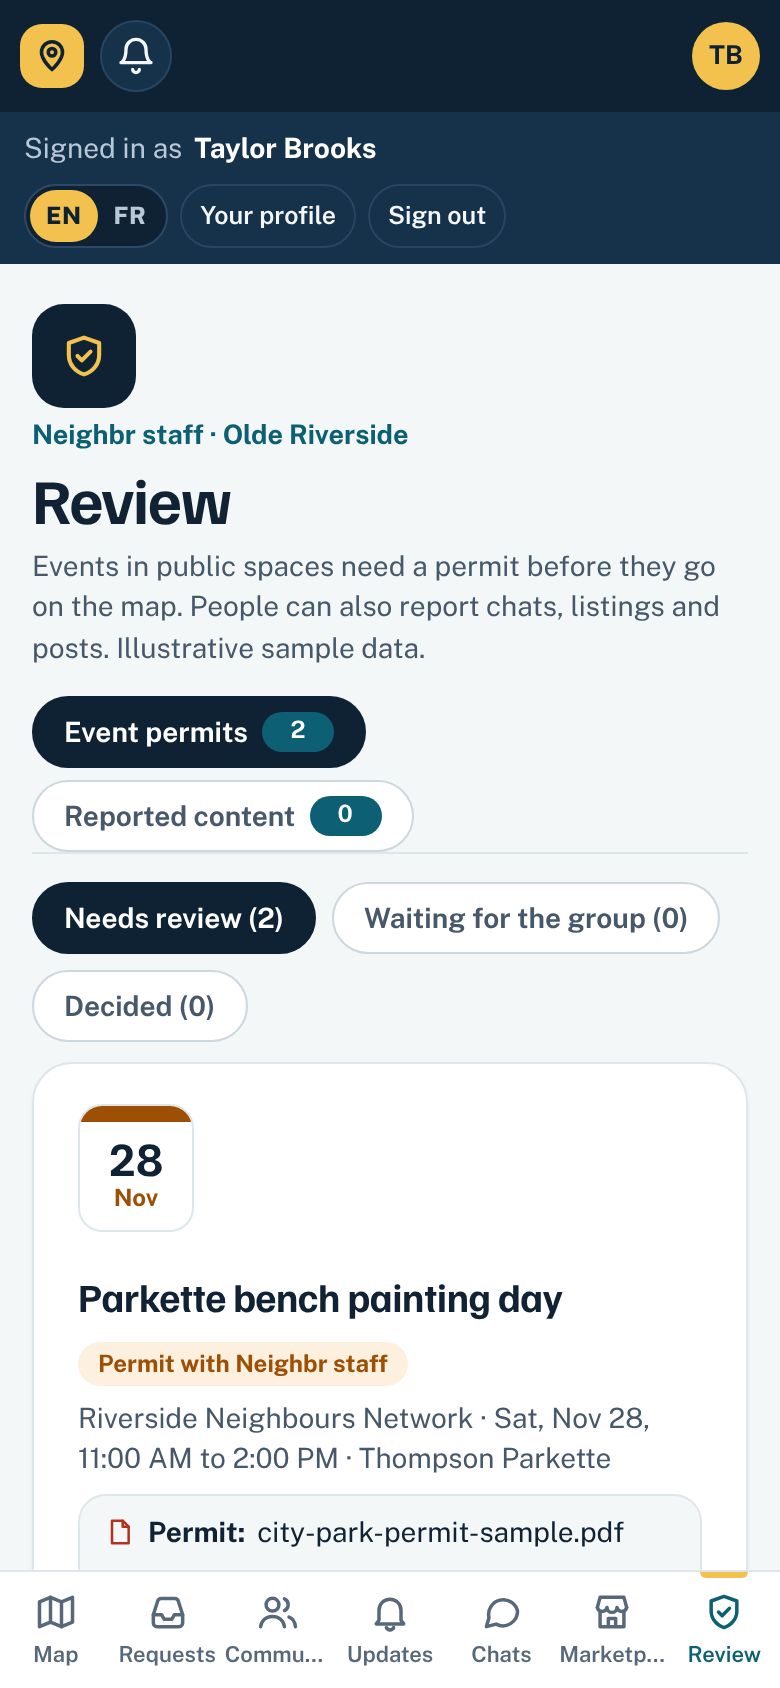 TB
Signed in as Taylor Brooks
EN FR Your profile Sign out
Neighbr staff · Olde Riverside
Review
Events in public spaces need a permit before they go
on the map. People can also report chats, listings and
posts. Illustrative sample data.
Event permits 2
Reported content 0
Needs review (2) Waiting for the group (0)
Decided (0)
28
Nov
Parkette bench painting day
Permit with Neighbr staff
Riverside Neighbours Network · Sat, Nov 28,
11:00 AM to 2:00 PM · Thompson Parkette
Permit: city-park-permit-sample.pdf
Map Requests Commu... Updates Chats Marketp... Review